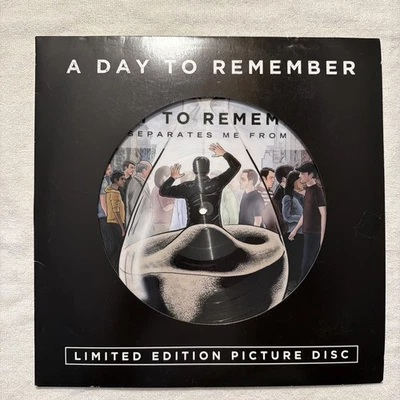 A DAY TO REMEMBER
Y TO REMEM
SEPARATES ME FROM
LIMITED EDITION PICTURE DISC